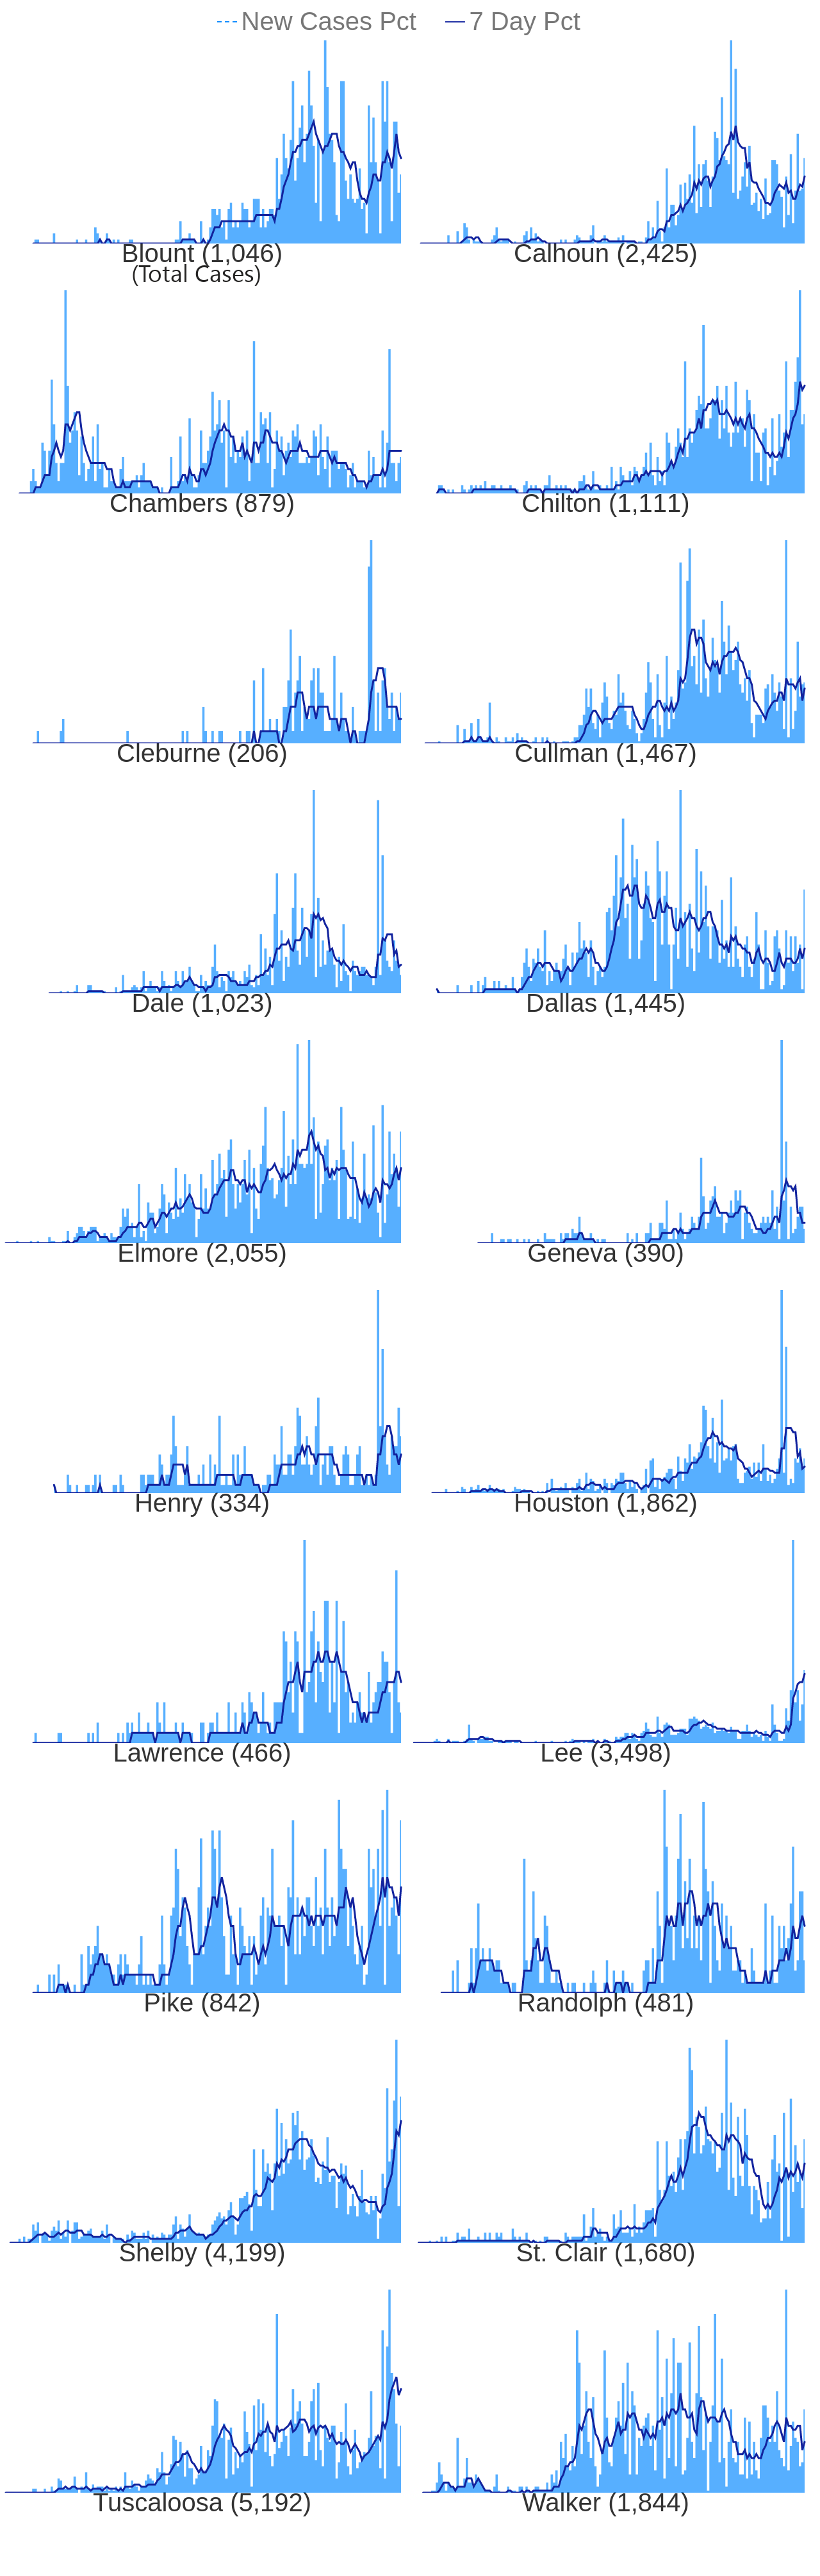 New Cases Pct 7 Day Pct
Blount (1,046) Calhoun (2,425)
(Total Cases)
Chambers (879) Chilton (1,111)
Cleburne (206) Cullman (1,467)
Dale (1,023) Dallas (1,445)
Elmore (2,055) Geneva (390)
Henry (334) Houston (1,862)
Lawrence (466) Lee (3,498)
Pike (842) Randolph (481)
Shelby (4,199) St. Clair (1,680)
Tuscaloosa (5,192) Walker (1,844)